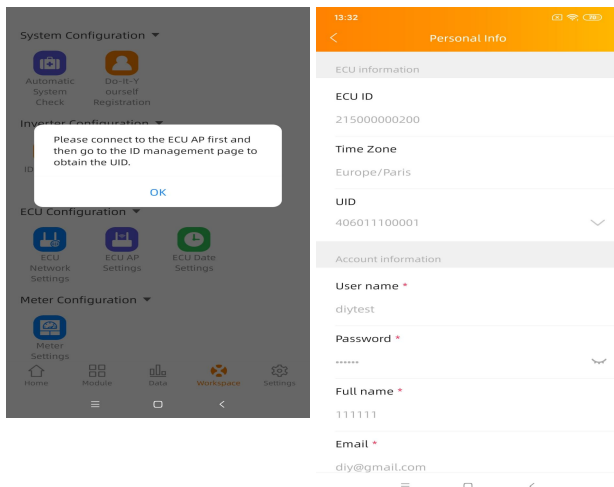 System Configuration
Automatic
System
Check
Do-It-Y
ourself
Registration
Inverter Configuration
ID
Please connect to the ECU AP first and
then go to the ID management page to
obtain the UID.
OK
ECU Configuration
ECU
Network
Settings
ECU AP
Settings
ECU Date
Settings
Meter Configuration
Meter
Settings
Home
Module
Data
Workspace
Settings
13:32
Personal Info
ECU information
ECU ID
215000000200
Time Zone
Europe/Paris
UID
406011100001
Account information
User name *
diytest
Password *
••••••
Full name *
111111
Email *
diy@gmail.com